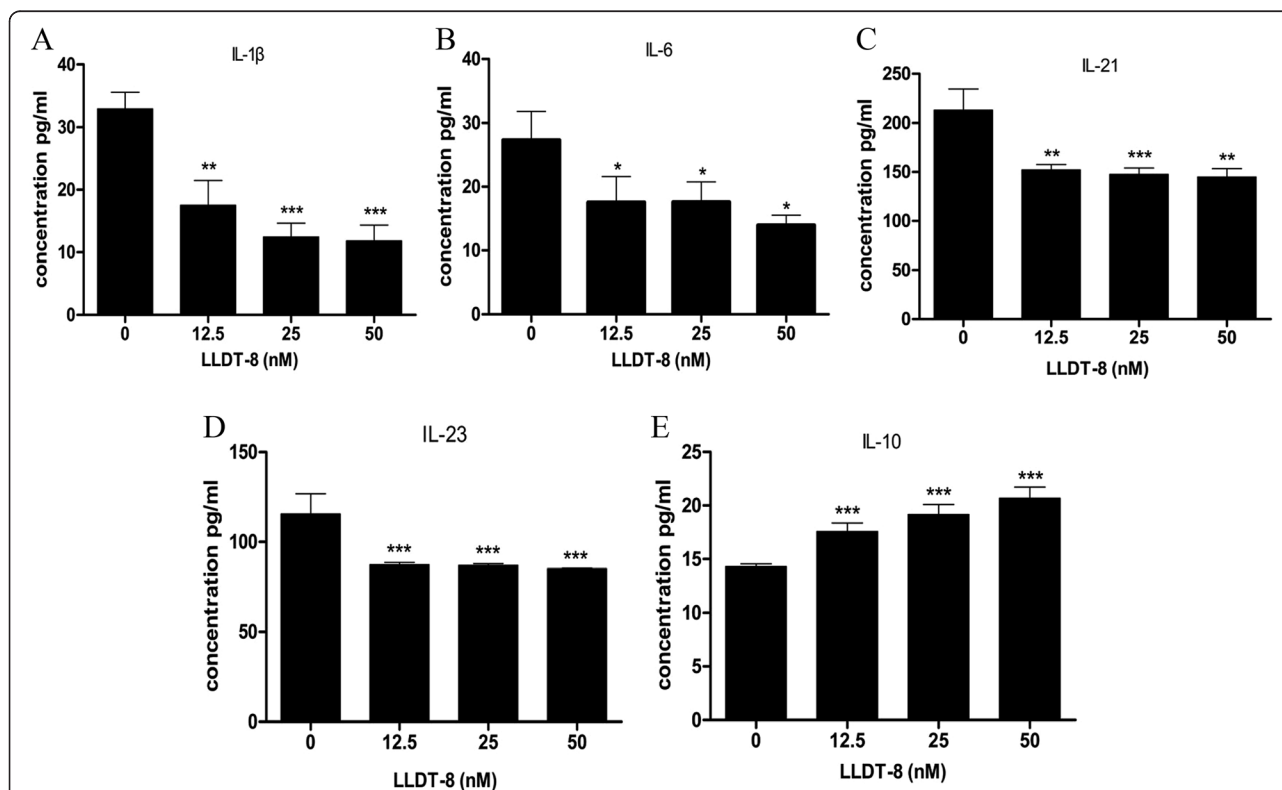 A
IL-1β
concentration pg/ml
40
30
20
10
0
**
***
***
0 12.5 25 50
LLDT-8 (nM)
B
IL-6
concentration pg/ml
40
30
20
10
0
*
*
*
0 12.5 25 50
LLDT-8 (nM)
C
IL-21
concentration pg/ml
250
200
150
100
50
0
**
***
**
0 12.5 25 50
LLDT-8 (nM)
D
IL-23
concentration pg/ml
150
100
50
0
***
***
***
0 12.5 25 50
LLDT-8 (nM)
E
IL-10
concentration pg/ml
25
20
15
10
5
0
***
***
***
0 12.5 25 50
LLDT-8 (nM)